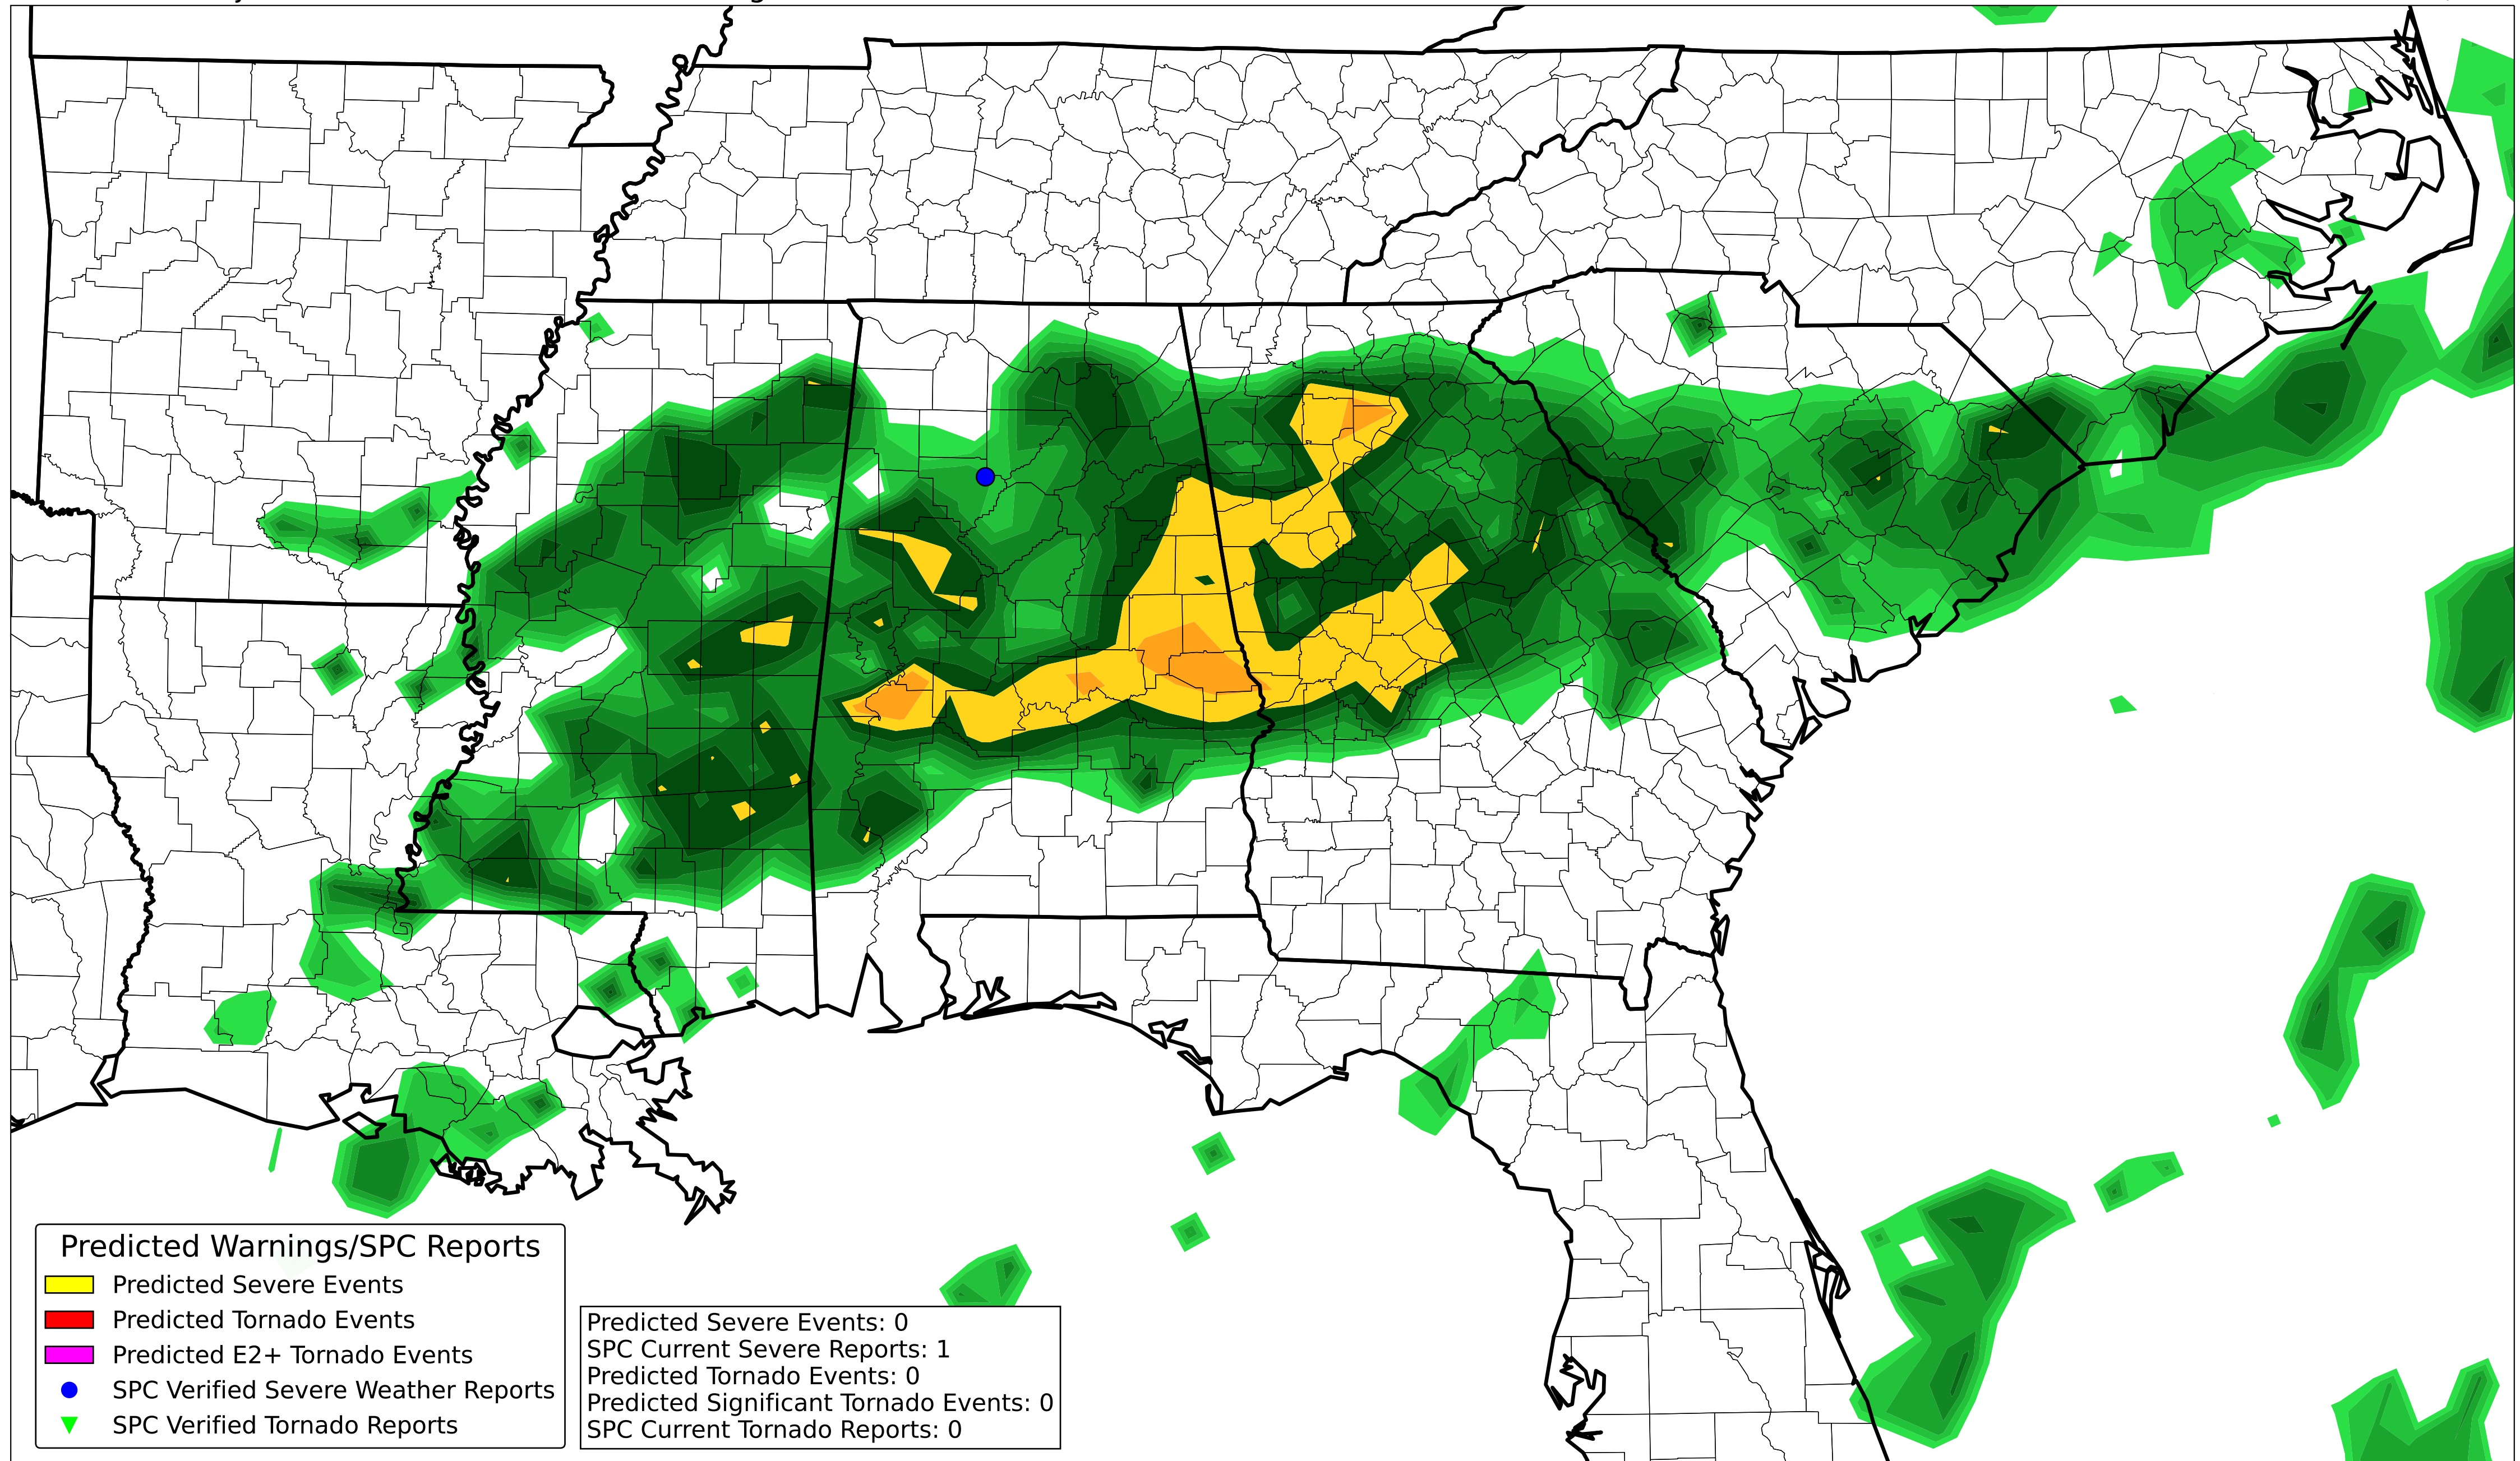 Predicted Warnings/SPC Reports
Predicted Severe Events
Predicted Tornado Events
Predicted E2+ Tornado Events
SPC Verified Severe Weather Reports
SPC Verified Tornado Reports
Predicted Severe Events: 0
SPC Current Severe Reports: 1
Predicted Tornado Events: 0
Predicted Significant Tornado Events: 0
SPC Current Tornado Reports: 0